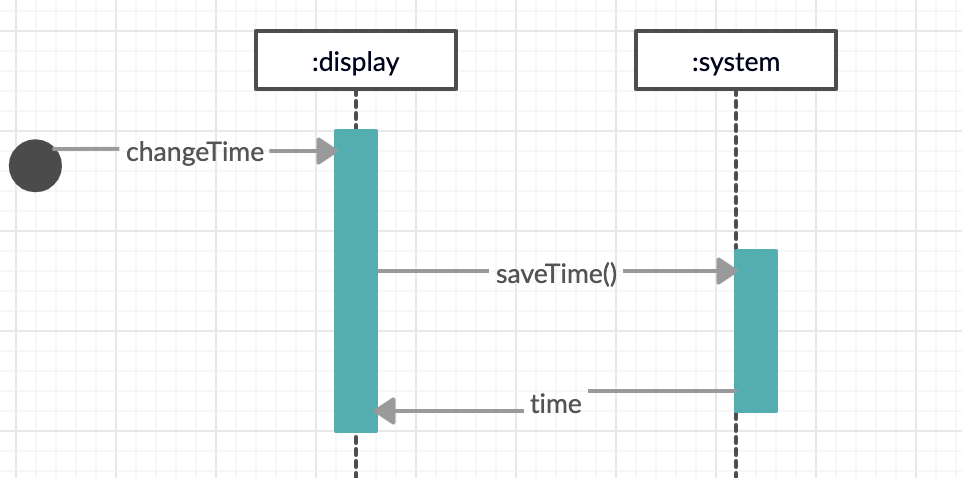 :display
:system
changeTime
saveTime()
time